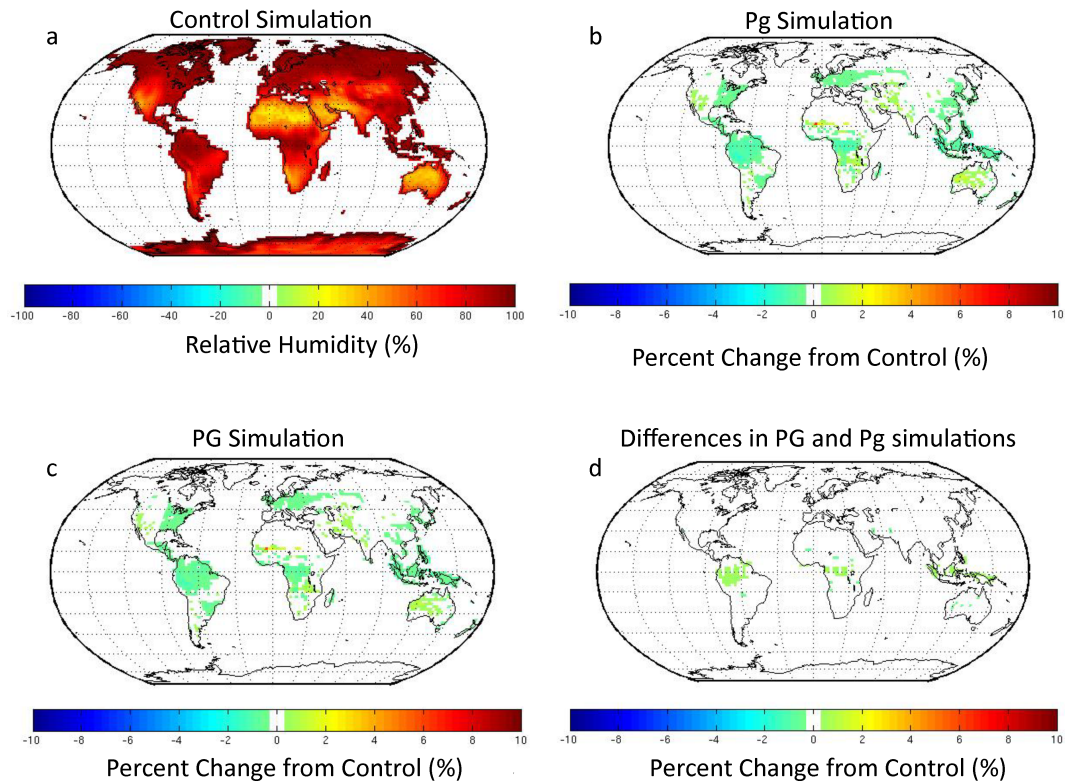 Control Simulation
a
-100 -80 -60 -40 -20 0 20 40 60 80 100
Relative Humidity (%)
Pg Simulation
b
-10 -8 -6 -4 -2 0 2 4 6 8 10
Percent Change from Control (%)
PG Simulation
c
-10 -8 -6 -4 -2 0 2 4 6 8 10
Percent Change from Control (%)
Differences in PG and Pg simulations
d
-10 -8 -6 -4 -2 0 2 4 6 8 10
Percent Change from Control (%)